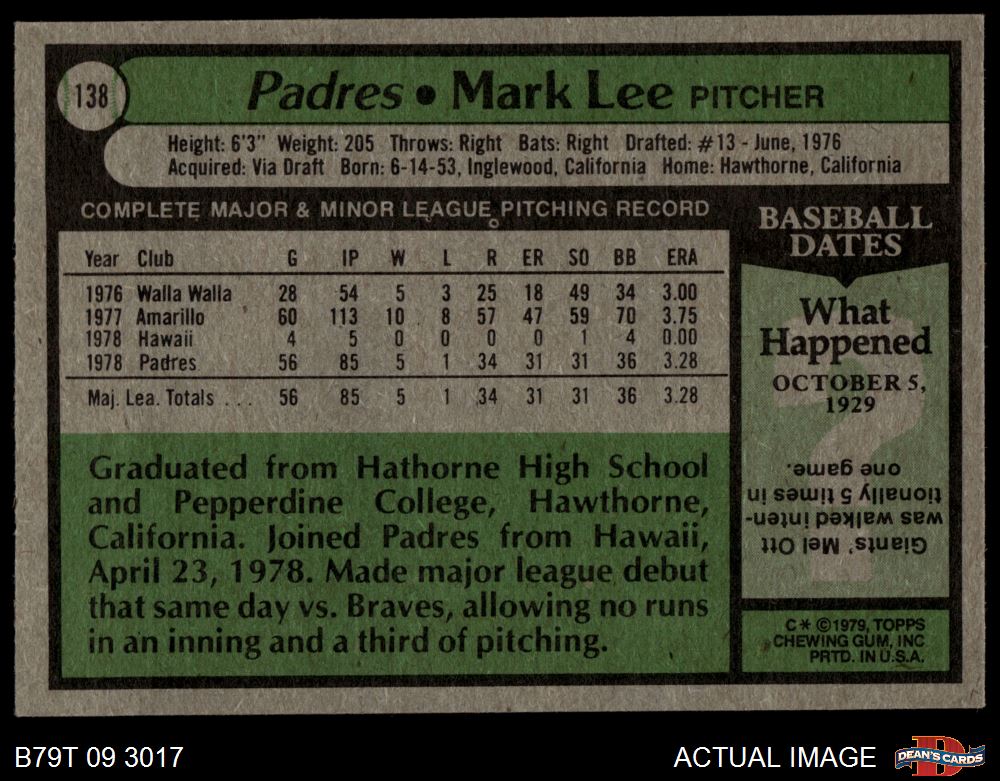 138
Padres • Mark Lee PITCHER
Height: 6'3" Weight: 205 Throws: Right Bats: Right Drafted: #13 - June, 1976
Acquired: Via Draft Born: 6-14-53, Inglewood, California Home: Hawthorne, California
COMPLETE MAJOR & MINOR LEAGUE PITCHING RECORD
Year Club G IP W L R ER SO BB ERA
1976 Walla Walla 28 54 5 3 25 18 49 34 3.00
1977 Amarillo 60 113 10 8 57 47 59 70 3.75
1978 Hawaii 4 5 0 0 0 0 1 4 0.00
1978 Padres 56 85 5 1 34 31 31 36 3.28
Maj. Lea. Totals . . . 56 85 5 1 34 31 31 36 3.28
Graduated from Hathorne High School
and Pepperdine College, Hawthorne,
California. Joined Padres from Hawaii,
April 23, 1978. Made major league debut
that same day vs. Braves, allowing no runs
in an inning and a third of pitching.
BASEBALL
DATES
What
Happened
OCTOBER 5,
1929
Giants' Mel Ott
was walked inten-
tionally 5 times in
one game.
C* ©1979, TOPPS
CHEWING GUM, INC
PRTD. IN U.S.A.
B79T 09 3017
ACTUAL IMAGE
D
DEAN'S CARDS